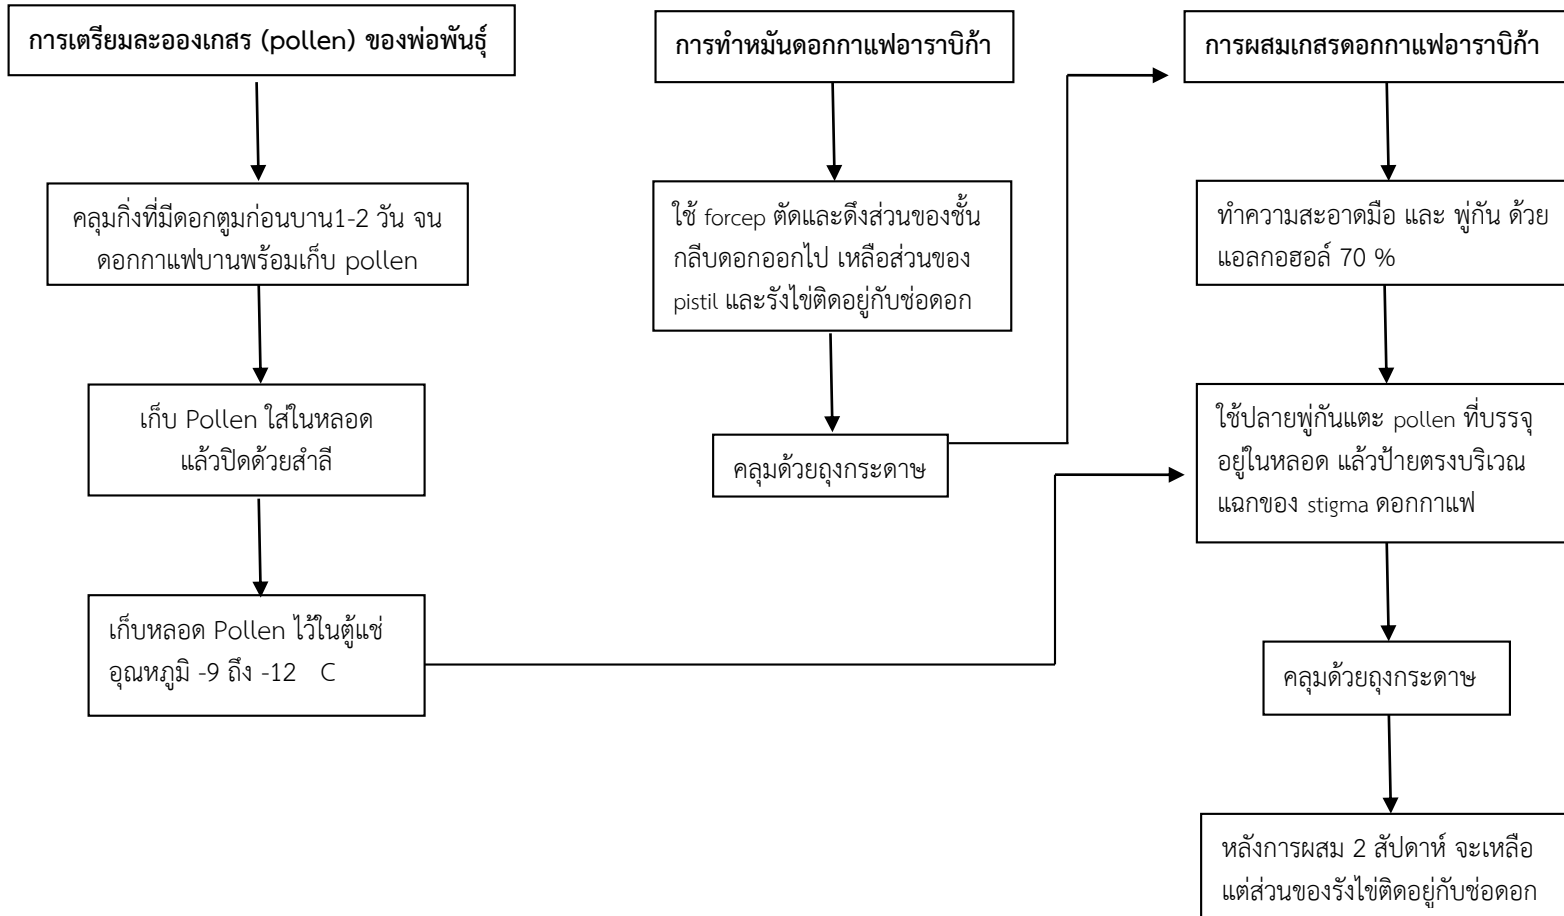 การเตรียมละอองเกสร (pollen) ของพ่อพันธุ์
คลุมกิ่งที่มีดอกตูมก่อนบาน1-2 วัน จน
ดอกกาแฟบานพร้อมเก็บ pollen
เก็บ Pollen ใส่ในหลอด
แล้วปิดด้วยสำลี
เก็บหลอด Pollen ไว้ในตู้แช่
อุณหภูมิ -9 ถึง -12 C
การทำหมันดอกกาแฟอาราบิก้า
ใช้ forcep ตัดและดึงส่วนของชั้น
กลีบดอกออกไป เหลือส่วนของ
pistil และรังไข่ติดอยู่กับช่อดอก
คลุมด้วยถุงกระดาษ
การผสมเกสรดอกกาแฟอาราบิก้า
ทำความสะอาดมือ และ พู่กัน ด้วย
แอลกอฮอล์ 70 %
ใช้ปลายพู่กันแตะ pollen ที่บรรจุ
อยู่ในหลอด แล้วป้ายตรงบริเวณ
แฉกของ stigma ดอกกาแฟ
คลุมด้วยถุงกระดาษ
หลังการผสม 2 สัปดาห์ จะเหลือ
แต่ส่วนของรังไข่ติดอยู่กับช่อดอก